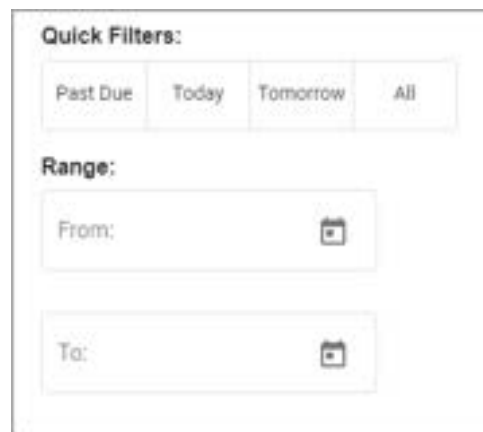 Quick Filters:
Past Due Today Tomorrow All
Range:
From:
To: